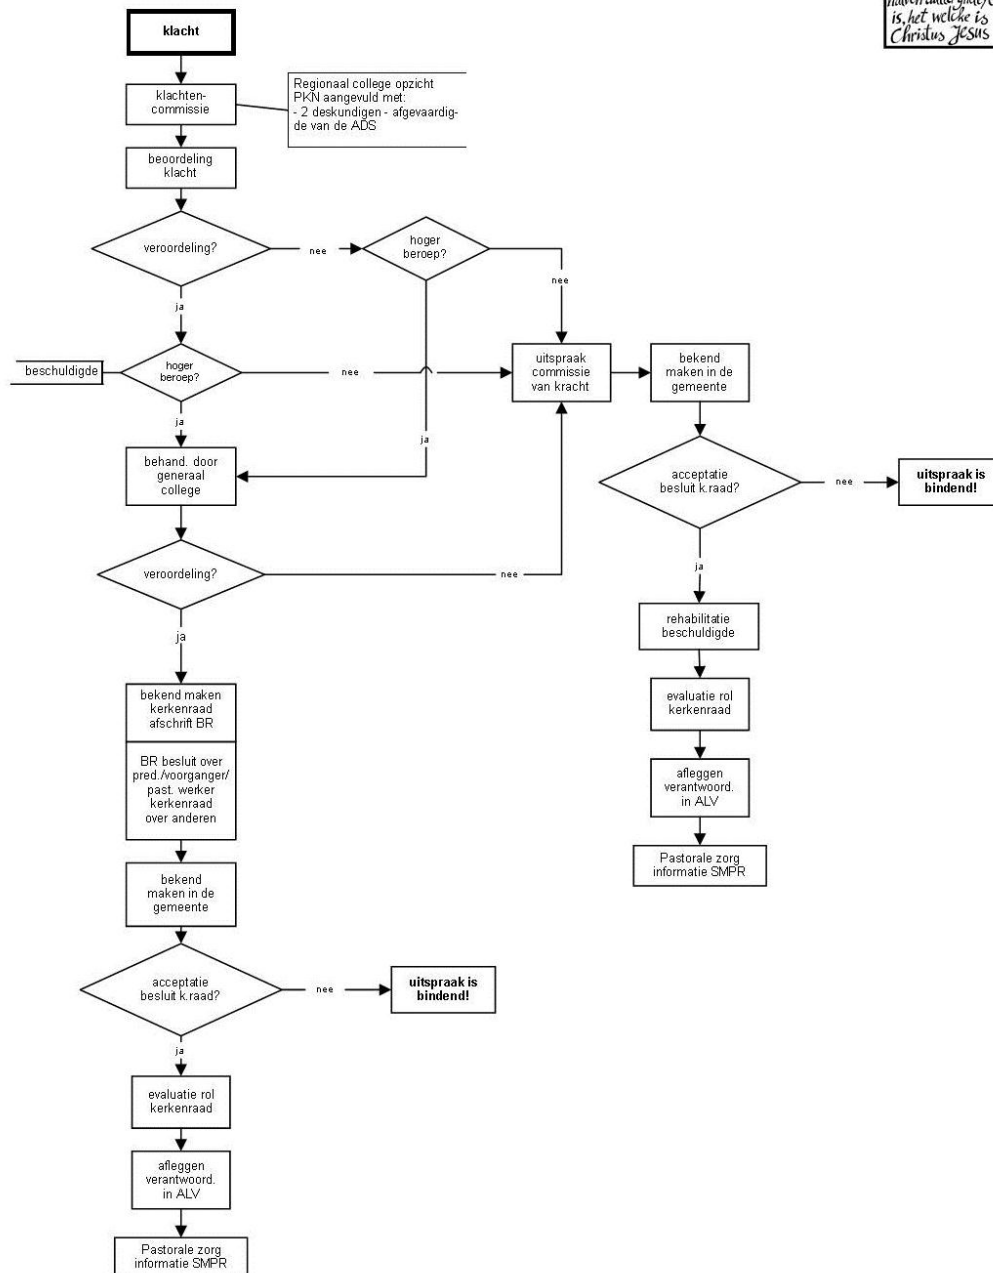 is, het welcke is
Christus Jesus
klacht
klachten-
commissie
Regionaal college opzicht
PKN aangevuld met:
- 2 deskundigen - afgevaardig-
de van de ADS
beoordeling
klacht
veroordeling?
nee
hoger
beroep?
nee
ja
beschuldigde
hoger
beroep?
nee
uitspraak
commissie
van kracht
bekend
maken in de
gemeente
ja
ja
behand. door
generaal
college
acceptatie
besluit k.raad?
nee
uitspraak is
bindend!
veroordeling?
nee
ja
rehabilitatie
beschuldigde
ja
bekend maken
kerkenraad
afschrift BR
evaluatie rol
kerkenraad
BR besluit over
pred./voorganger/
past. werker
kerkenraad
over anderen
afleggen
verantwoord.
in ALV
Pastorale zorg
informatie SMPR
bekend
maken in de
gemeente
acceptatie
besluit k.raad?
nee
uitspraak is
bindend!
ja
evaluatie rol
kerkenraad
afleggen
verantwoord.
in ALV
Pastorale zorg
informatie SMPR